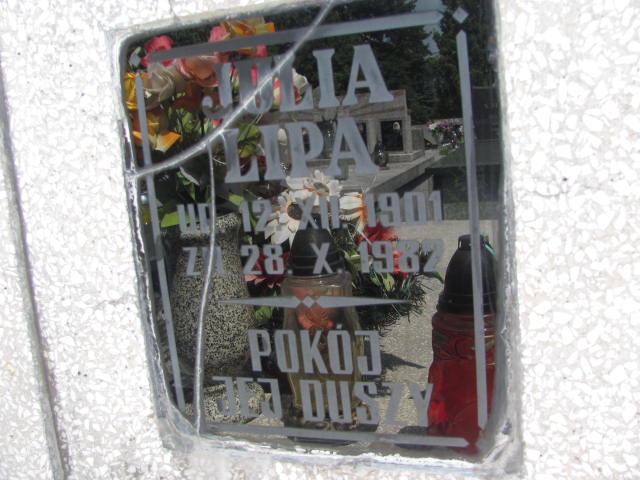 JULIA
LIPA
UR 12. XII. 1901
ZM 28. X. 1982
POKÓJ
JEJ DUSZY